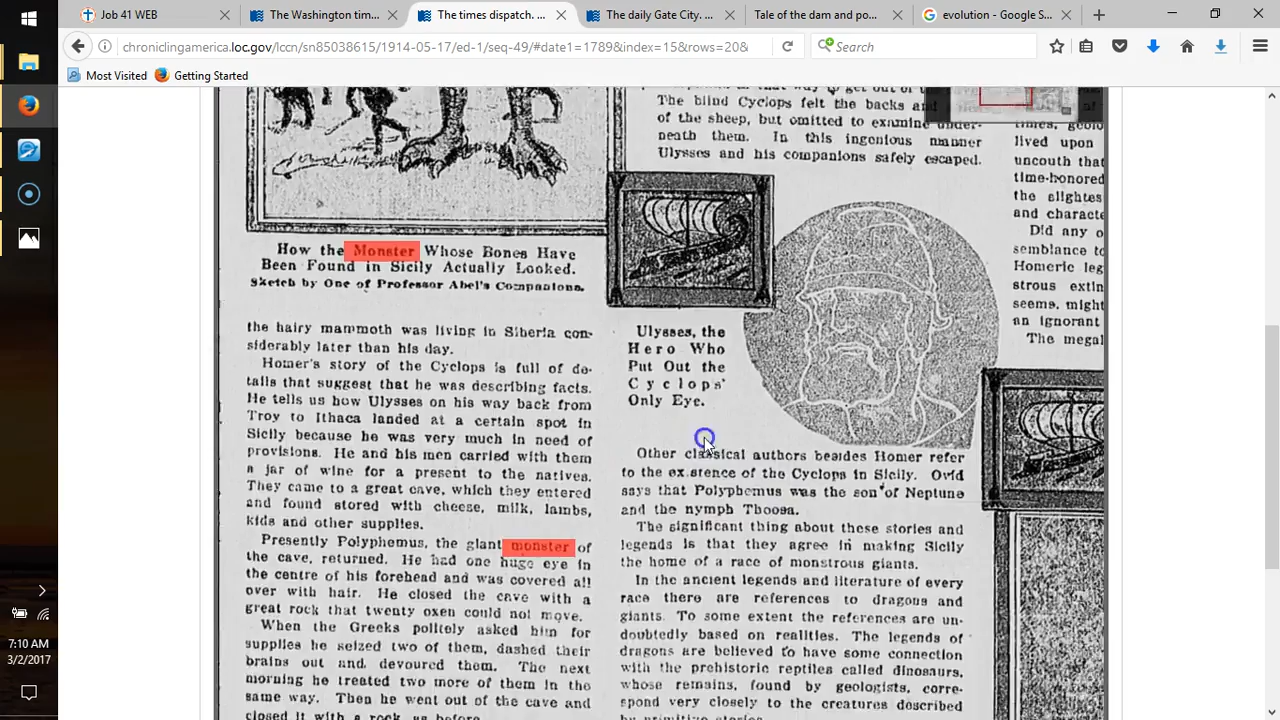 Job 41 WEB
The Washington tim...
The times dispatch. ...
The daily Gate City. ...
Tale of the dam and po...
evolution - Google S...
chroniclingamerica.loc.gov/lccn/sn85038615/1914-05-17/ed-1/seq-49/#date1=1789&index=15&rows=20&
Search
Most Visited
Getting Started
How the Monster Whose Bones Have
Been Found in Sicily Actually Looked.
Sketch by One of Professor Abel's Companions.
the hairy mammoth was living in Siberia con-
siderably later than his day.
Homer's story of the Cyclops is full of de-
tails that suggest that he was describing facts.
He tells us how Ulysses on his way back from
Troy to Ithaca landed at a certain spot in
Sicily because he was very much in need of
provisions. He and his men carried with them
a jar of wine for a present to the natives.
They came to a great cave, which they entered
and found stored with cheese, milk, lambs,
kids and other supplies.
Presently Polyphemus, the giant monster of
the cave, returned. He had one huge eye in
the centre of his forehead and was covered all
over with hair. He closed the cave with a
great rock that twenty oxen could not move.
When the Greeks politely asked him for
supplies he seized two of them, dashed their
brains out and devoured them. The next
morning he treated two more of them in the
same way. Then he went out of the cave and
closed it with a rock as before.
The blind Cyclops felt the backs and
of the sheep, but omitted to examine under-
neath them. In this ingenious manner
Ulysses and his companions safely escaped.
Ulysses, the
Hero Who
Put Out the
Cyclops'
Only Eye.
Other classical authors besides Homer refer
to the existence of the Cyclops in Sicily. Ovid
says that Polyphemus was the son of Neptune
and the nymph Thoosa.
The significant thing about these stories and
legends is that they agree in making Sicily
the home of a race of monstrous giants.
In the ancient legends and literature of every
race there are references to dragons and
giants. To some extent the references are un-
doubtedly based on realities. The legends of
dragons are believed to have some connection
with the prehistoric reptiles called dinosaurs,
whose remains, found by geologists, corre-
spond very closely to the creatures described
by primitive stories.
times, geolo
lived upon
uncouth that
time-honored
the slightes
and characte
Did any o
semblance to
Homeric leg
strous extin
seems, might
an ignorant
The megal
7:10 AM
3/2/2017